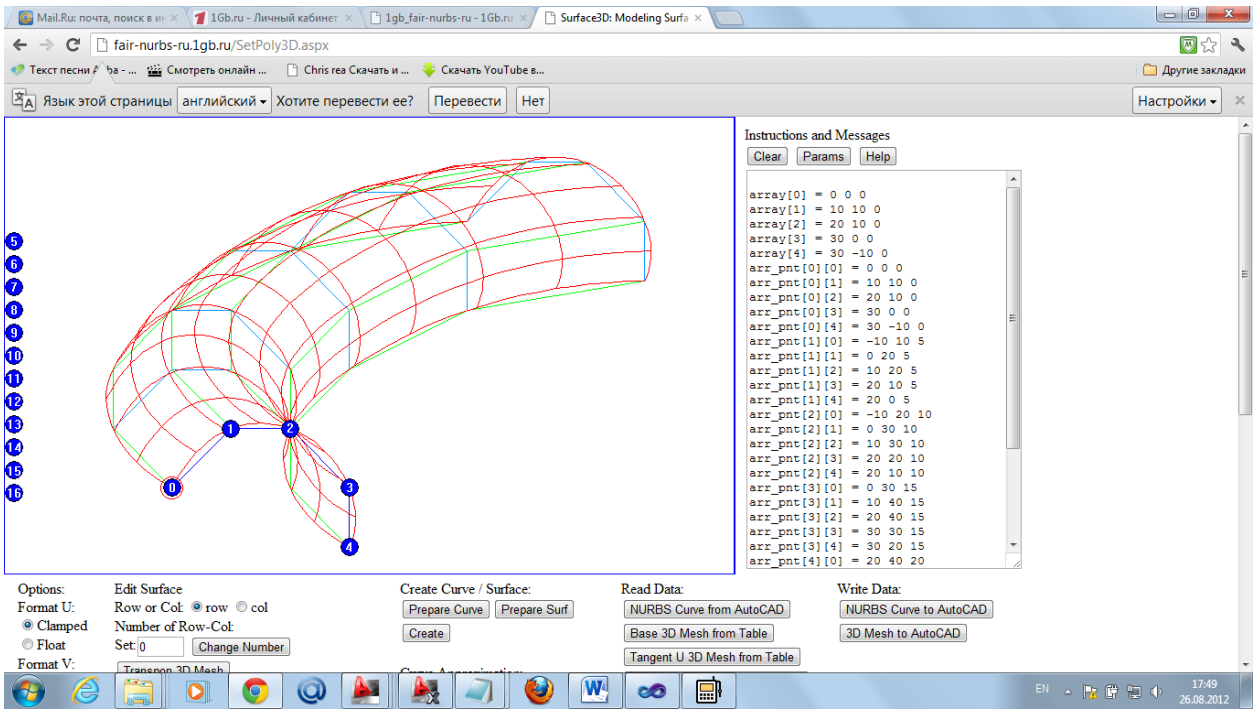 Mail.Ru: почта, поиск в ин
1Gb.ru - Личный кабинет
1gb_fair-nurbs-ru - 1Gb.ru
Surface3D: Modeling Surfa
fair-nurbs-ru.1gb.ru/SetPoly3D.aspx
Смотреть онлайн ...
Chris rea Скачать и ...
Скачать YouTube в...
Другие закладки
Язык этой страницы английский Хотите перевести ее? Перевести Нет Настройки
Instructions and Messages
Clear Params Help
array[0] = 0 0 0
array[1] = 10 10 0
array[2] = 20 10 0
array[3] = 30 0 0
array[4] = 30 -10 0
arr_pnt[0][0] = 0 0 0
arr_pnt[0][1] = 10 10 0
arr_pnt[0][2] = 20 10 0
arr_pnt[0][3] = 30 0 0
arr_pnt[0][4] = 30 -10 0
arr_pnt[1][0] = -10 10 5
arr_pnt[1][1] = 0 20 5
arr_pnt[1][2] = 10 20 5
arr_pnt[1][3] = 20 10 5
arr_pnt[1][4] = 20 0 5
arr_pnt[2][0] = -10 20 10
arr_pnt[2][1] = 0 30 10
arr_pnt[2][2] = 10 30 10
arr_pnt[2][3] = 20 20 10
arr_pnt[2][4] = 20 10 10
arr_pnt[3][0] = 0 30 15
arr_pnt[3][1] = 10 40 15
arr_pnt[3][2] = 20 40 15
arr_pnt[3][3] = 30 30 15
arr_pnt[3][4] = 30 20 15
arr_pnt[4][0] = 20 40 20
5
6
7
8
9
10
11
12
13
14
15
16
0
1
2
3
4
Options:
Format U:
Clamped
Float
Format V:
Edit Surface
Row or Col: row col
Number of Row-Col:
Set: 0 Change Number
Transpon 3D Mesh
Create Curve / Surface:
Prepare Curve Prepare Surf
Create
Curve Approximation:
Read Data:
NURBS Curve from AutoCAD
Base 3D Mesh from Table
Tangent U 3D Mesh from Table
Write Data:
NURBS Curve to AutoCAD
3D Mesh to AutoCAD
EN
17:49
26.08.2012